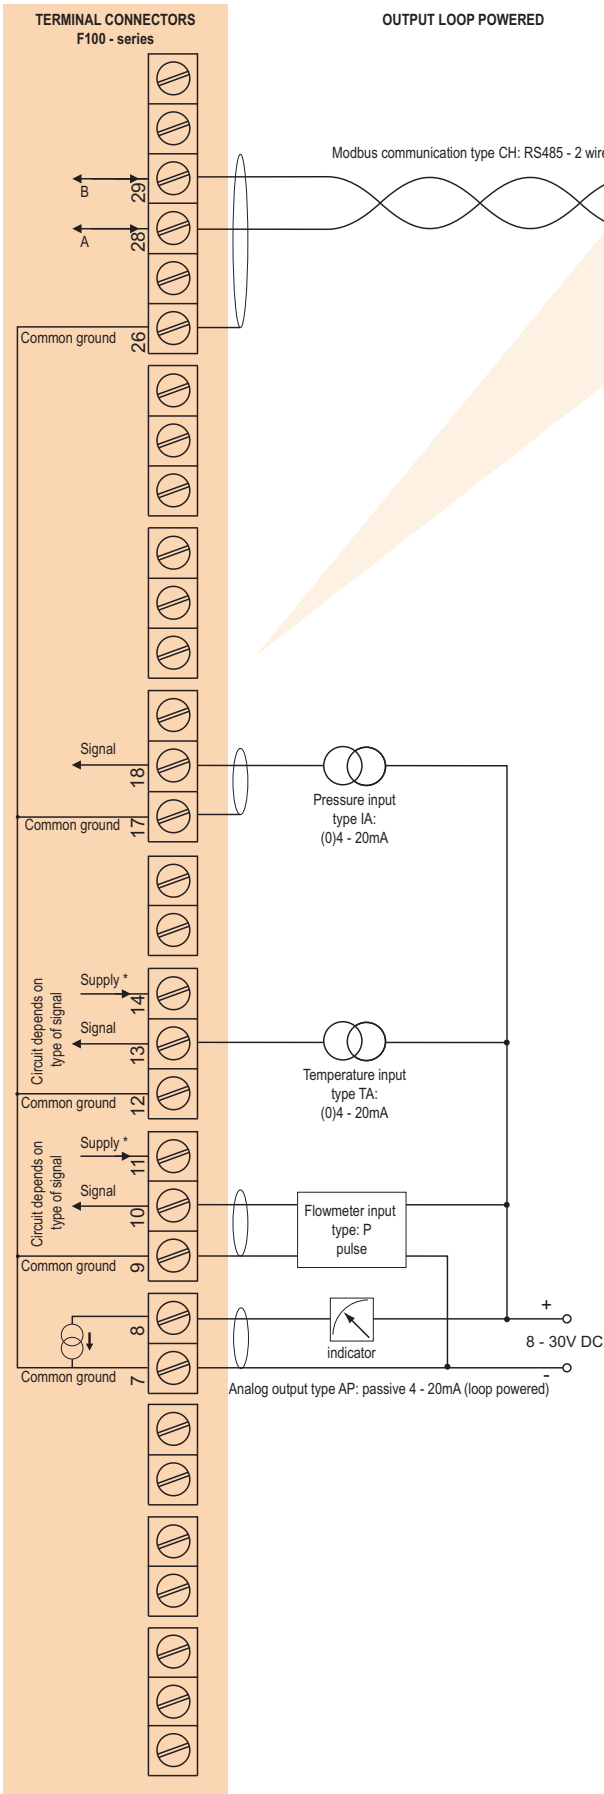 TERMINAL CONNECTORS
F100 - series
OUTPUT LOOP POWERED
Modbus communication type CH: RS485 - 2 wire
B
29
A
28
Common ground
26
Signal
18
Common ground
17
Pressure input
type IA:
(0)4 - 20mA
Circuit depends on
type of signal
Supply *
14
Signal
13
Common ground
12
Temperature input
type TA:
(0)4 - 20mA
Circuit depends on
type of signal
Supply *
11
Signal
10
Common ground
9
Flowmeter input
type: P
pulse
8
indicator
+
8 - 30V DC
-
Common ground
7
Analog output type AP: passive 4 - 20mA (loop powered)